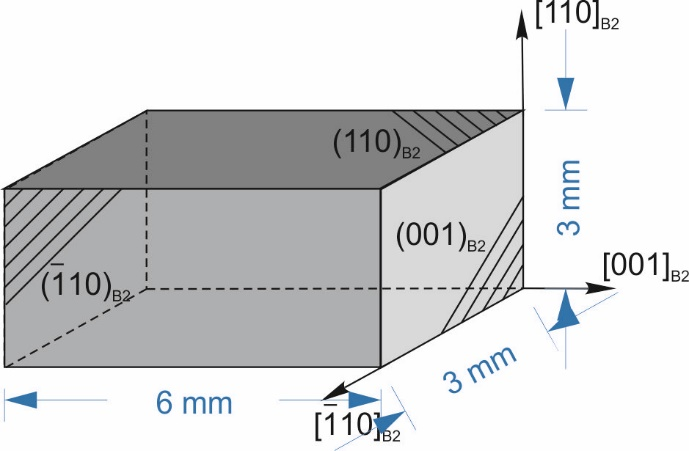 [110]B2
(110)B2
3 mm
(001)B2
[001]B2
(1̄10)B2
3 mm
6 mm
[1̄10]B2